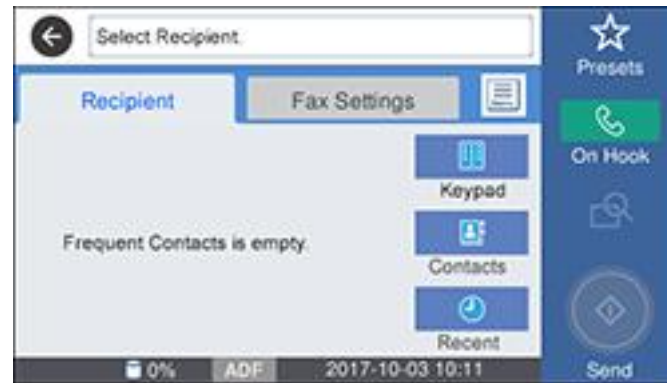 Select Recipient.
Presets
Recipient
Fax Settings
On Hook
Keypad
Frequent Contacts is empty.
Contacts
Recent
0%
ADF
2017-10-03 10:11
Send